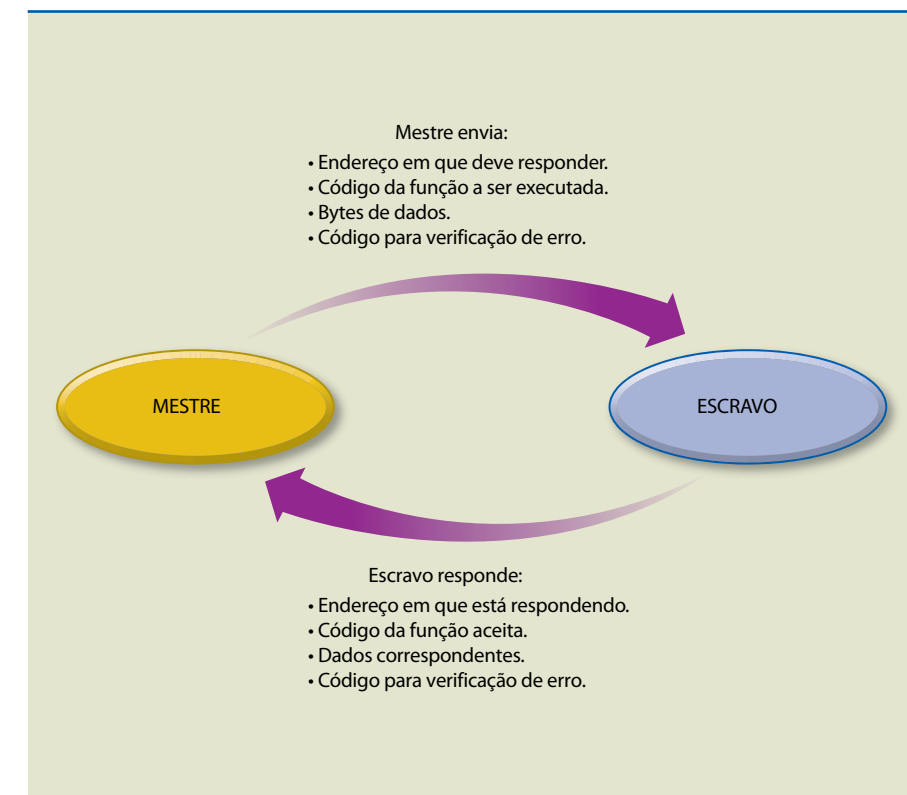 Mestre envia:
• Endereço em que deve responder.
• Código da função a ser executada.
• Bytes de dados.
• Código para verificação de erro.
MESTRE
ESCRAVO
Escravo responde:
• Endereço em que está respondendo.
• Código da função aceita.
• Dados correspondentes.
• Código para verificação de erro.